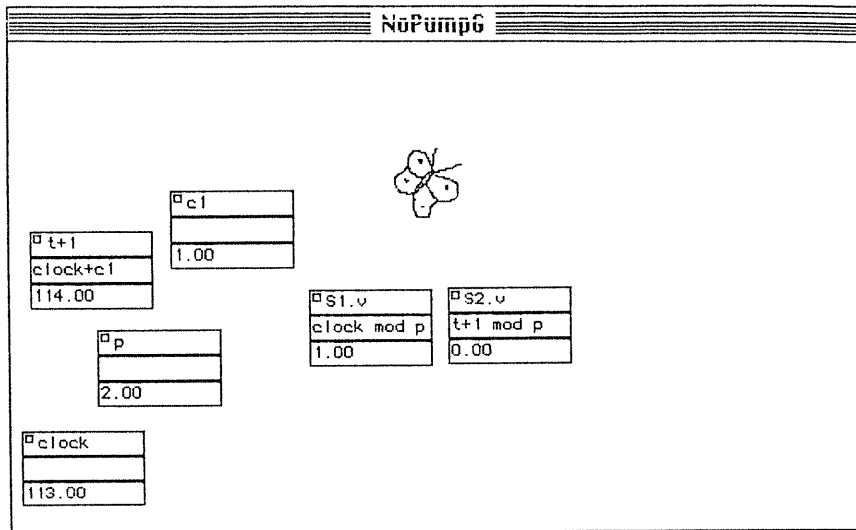 NoPumpG
c1
1.00
t+1
clock+c1
114.00
S1.v
clock mod p
1.00
S2.v
t+1 mod p
0.00
p
2.00
clock
113.00